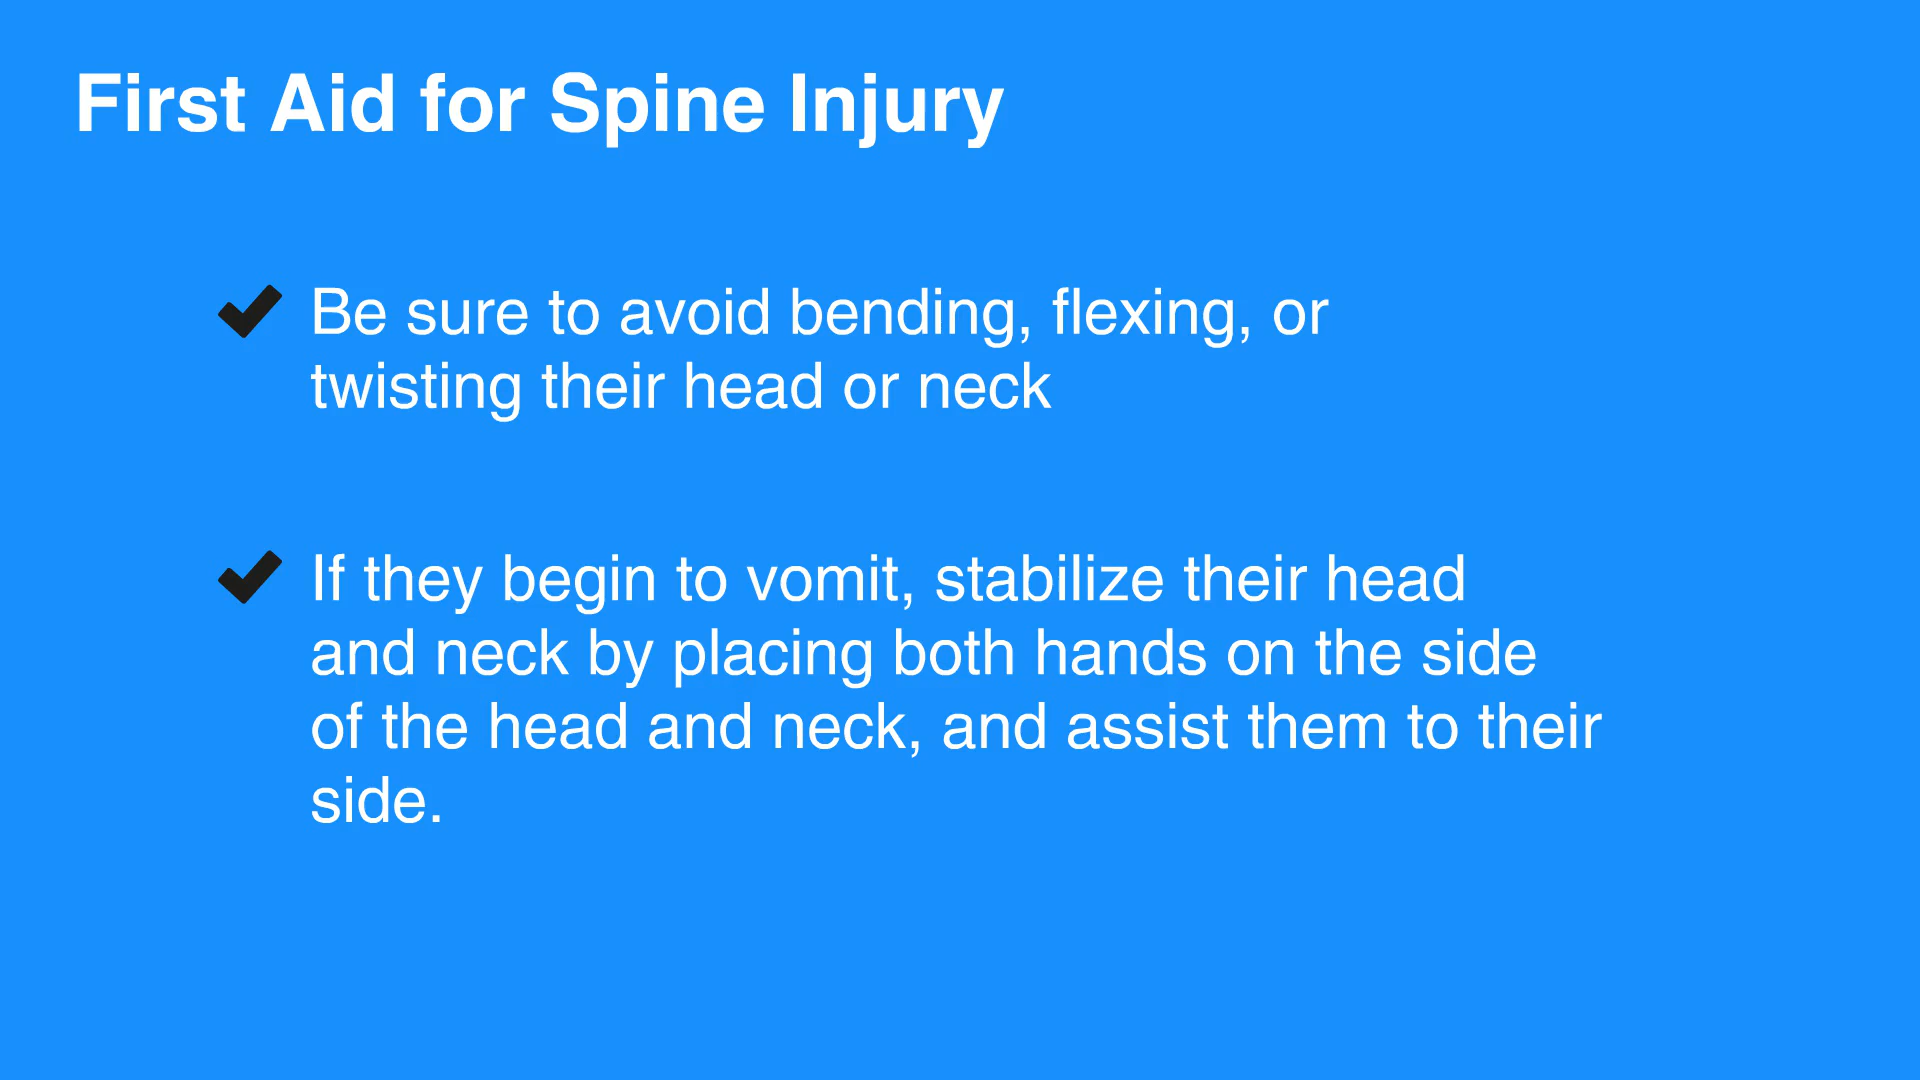 First Aid for Spine Injury
Be sure to avoid bending, flexing, or
twisting their head or neck
If they begin to vomit, stabilize their head
and neck by placing both hands on the side
of the head and neck, and assist them to their
side.